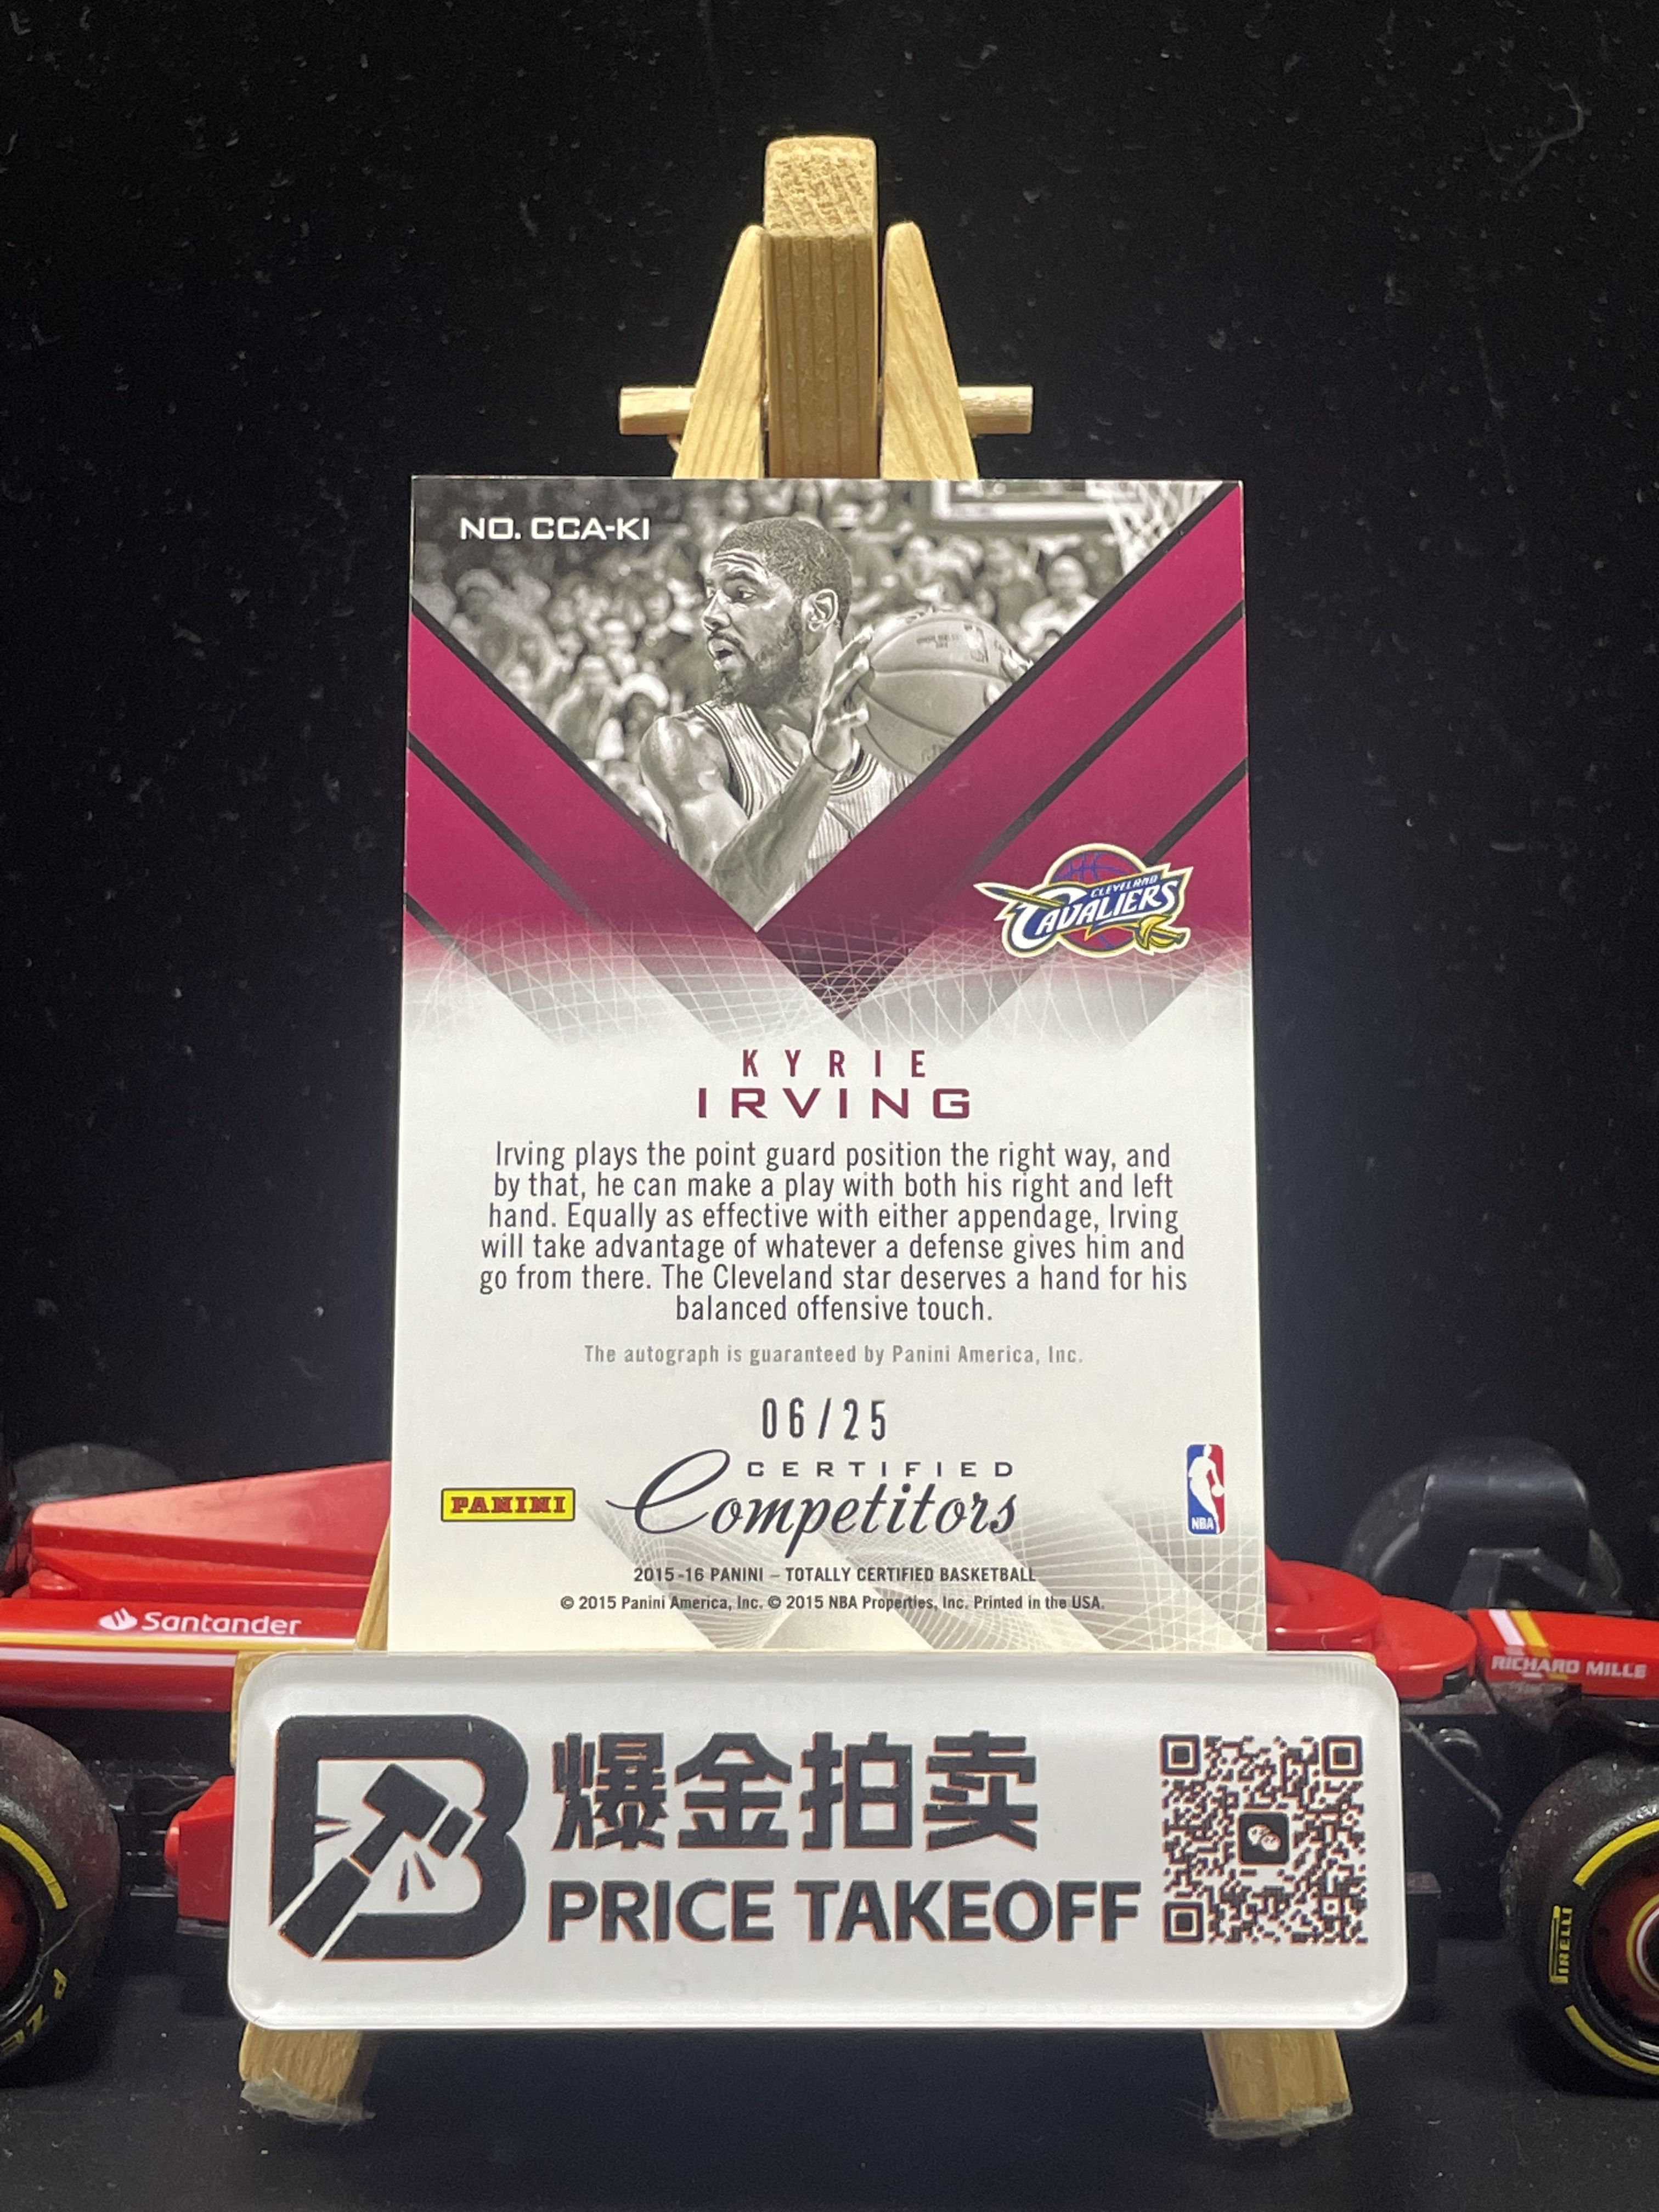 NO. CCA-KI
CLEVELAND
CAVALIERS
KYRIE
IRVING
Irving plays the point guard position the right way, and
by that, he can make a play with both his right and left
hand. Equally as effective with either appendage, Irving
will take advantage of whatever a defense gives him and
go from there. The Cleveland star deserves a hand for his
balanced offensive touch.
The autograph is guaranteed by Panini America, Inc.
06/25
CERTIFIED
Competitors
PANINI
NBA
2015-16 PANINI – TOTALLY CERTIFIED BASKETBALL
© 2015 Panini America, Inc. © 2015 NBA Properties, Inc. Printed in the USA.
Santander
RICHARD MILLE
爆金拍卖
PRICE TAKEOFF
PIRELLI